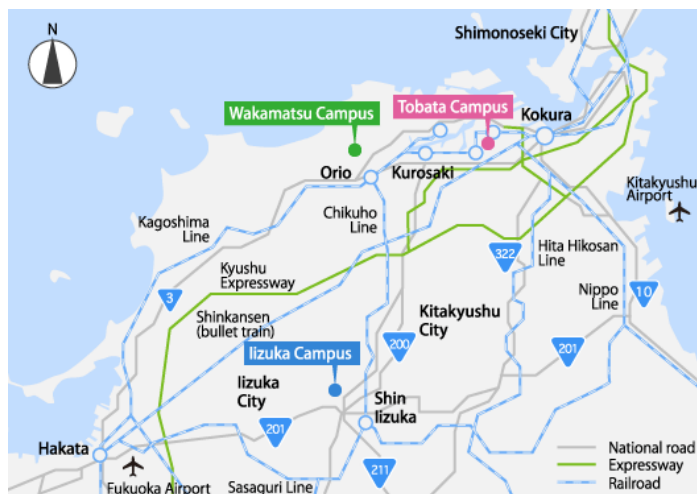 N
Shimonoseki City
Wakamatsu Campus
Tobata Campus
Kokura
Orio
Kurosaki
Kitakyushu
Airport
Kagoshima
Line
Chikuho
Line
322
Hita Hikosan
Line
Kyushu
Expressway
3
Nippo
Line
10
Shinkansen
(bullet train)
Kitakyushu
City
200
201
Iizuka Campus
Iizuka
City
Shin
Iizuka
201
Hakata
211
Fukuoka Airport
Sasaguri Line
National road
Expressway
Railroad